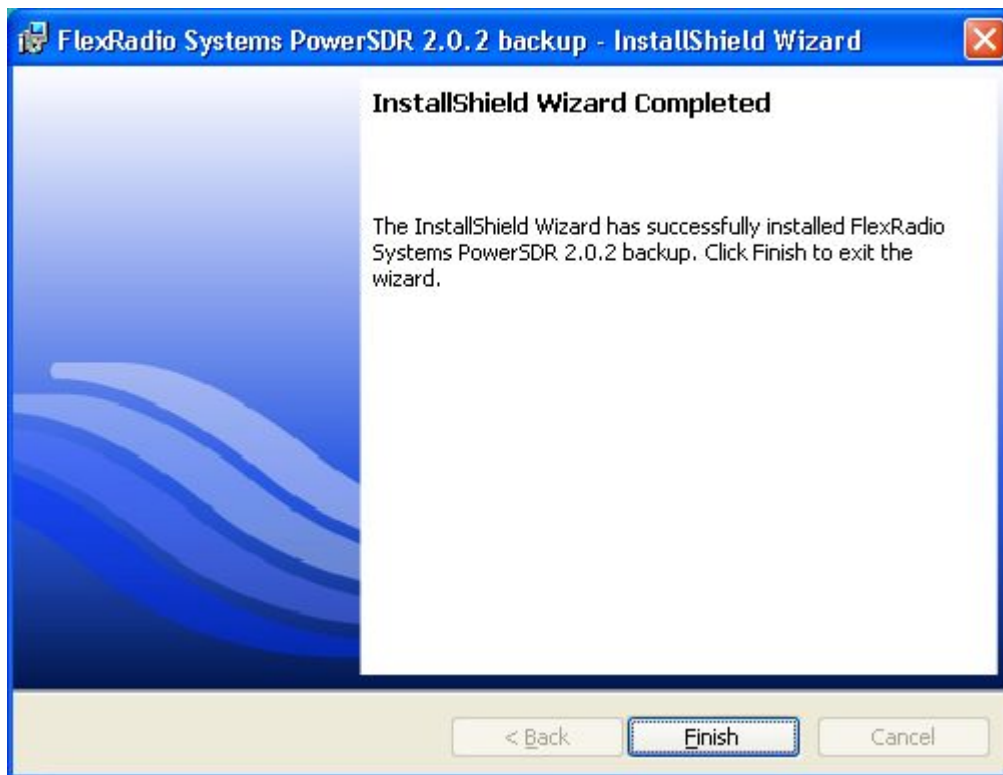 FlexRadio Systems PowerSDR 2.0.2 backup - InstallShield Wizard
InstallShield Wizard Completed
The InstallShield Wizard has successfully installed FlexRadio
Systems PowerSDR 2.0.2 backup. Click Finish to exit the
wizard.
< Back
Finish
Cancel